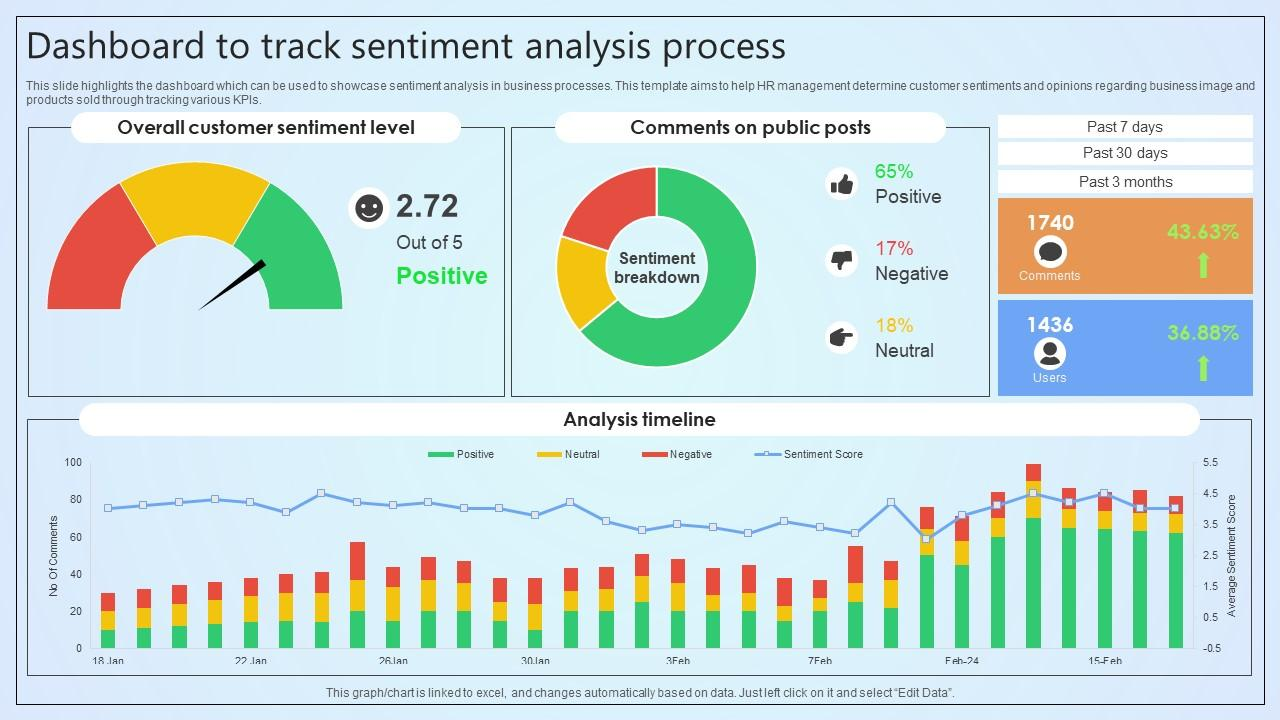 Dashboard to track sentiment analysis process
This slide highlights the dashboard which can be used to showcase sentiment analysis in business processes. This template aims to help HR management determine customer sentiments and opinions regarding business image and
products sold through tracking various KPIs.
Overall customer sentiment level
2.72
Out of 5
Positive
Comments on public posts
Sentiment
breakdown
65%
Positive
17%
Negative
18%
Neutral
Past 7 days
Past 30 days
Past 3 months
1740
Comments
43.63%
1436
Users
36.88%
Analysis timeline
Positive Neutral Negative Sentiment Score
No. Of Comments
100
80
60
40
20
0
5.5
4.5
3.5
2.5
1.5
0.5
-0.5
Average Sentiment Score
18 Jan 22 Jan 26Jan 30Jan 3Feb 7Feb Feb-24 15-Feb
This graph/chart is linked to excel, and changes automatically based on data. Just left click on it and select “Edit Data”.